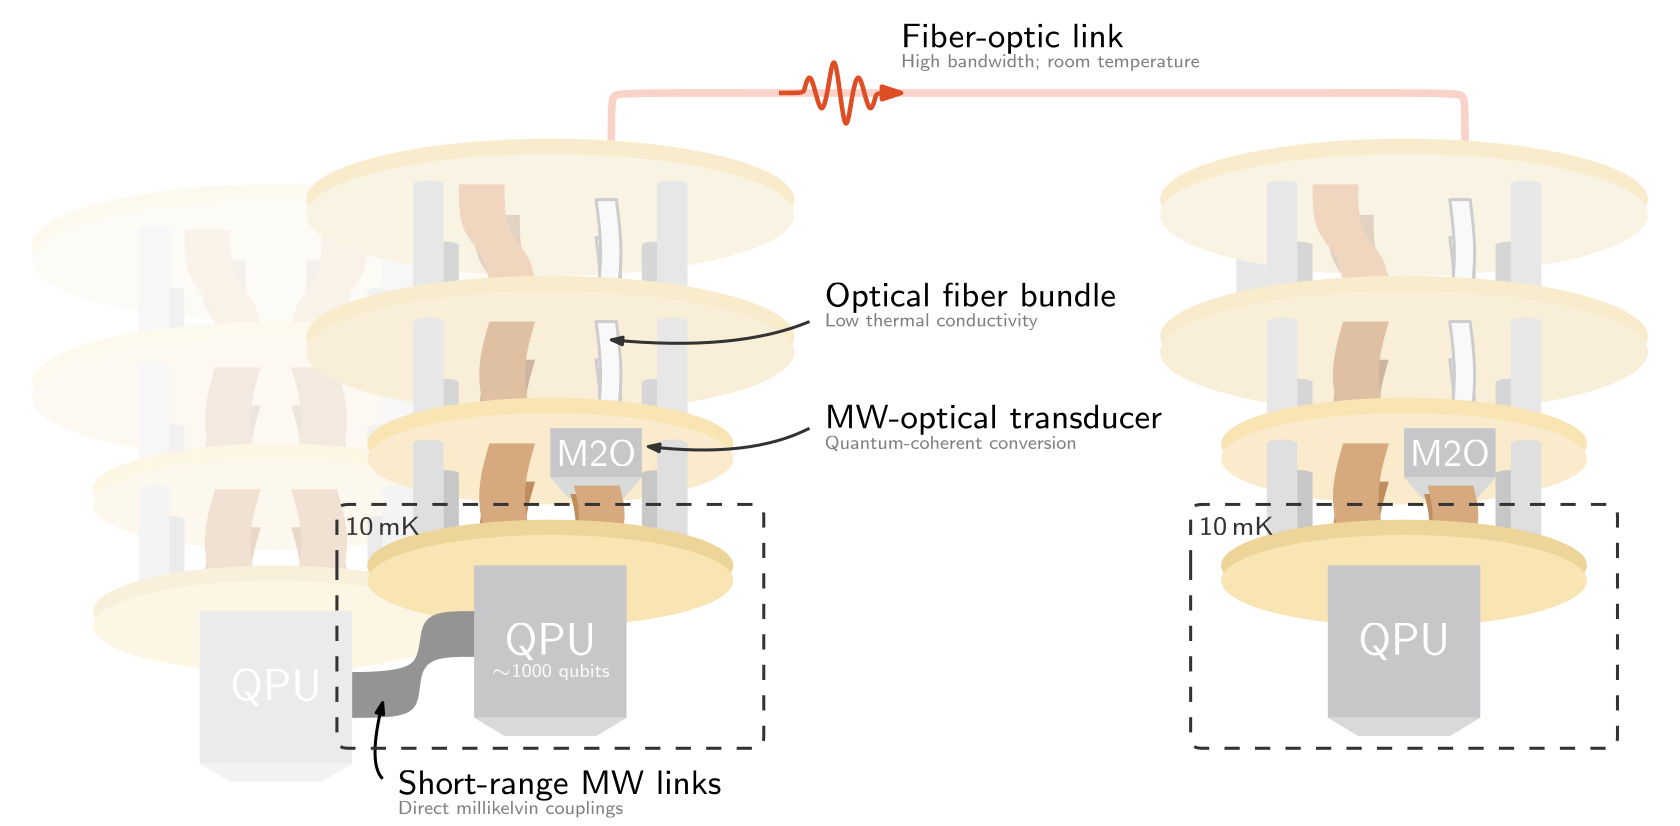 Fiber-optic link
High bandwidth; room temperature
Optical fiber bundle
Low thermal conductivity
MW-optical transducer
Quantum-coherent conversion
M2O
M2O
10 mK
10 mK
QPU
~1000 qubits
QPU
QPU
Short-range MW links
Direct millikelvin couplings